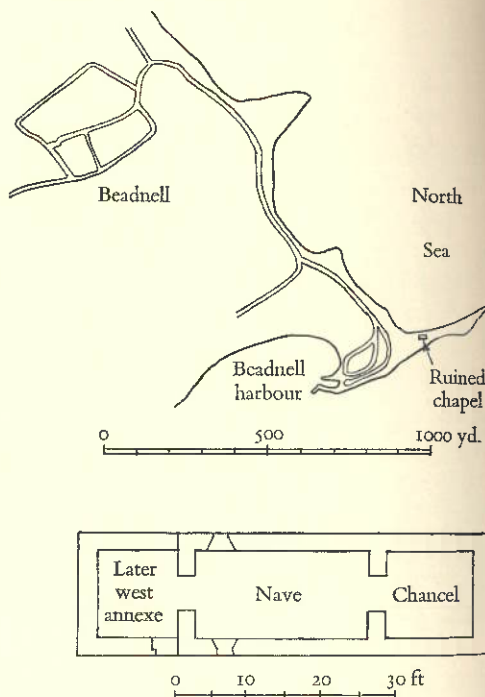 Beadnell
North
Sea
Beadnell
harbour
Ruined
chapel
0 500 1000 yd.
Later
west
annexe
Nave
Chancel
0 10 20 30 ft